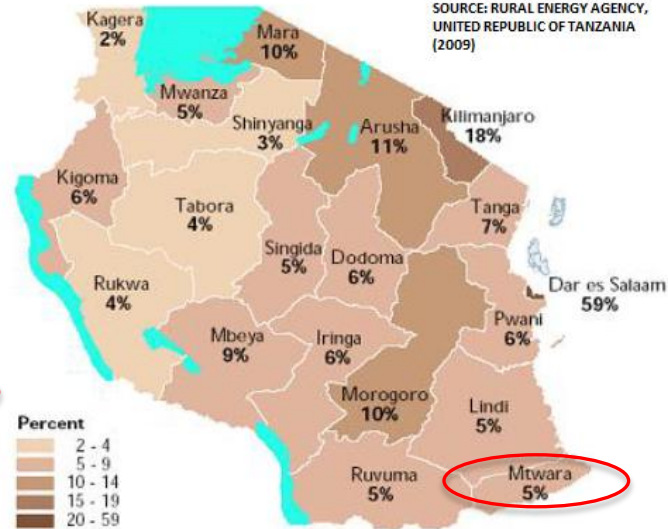 SOURCE: RURAL ENERGY AGENCY,
UNITED REPUBLIC OF TANZANIA
(2009)
Kagera
2%
Mara
10%
Mwanza
5%
Shinyanga
3%
Arusha
11%
Kilimanjaro
18%
Kigoma
6%
Tabora
4%
Tanga
7%
Singida
5%
Dodoma
6%
Rukwa
4%
Dar es Salaam
59%
Mbeya
9%
Iringa
6%
Pwani
6%
Morogoro
10%
Lindi
5%
Ruvuma
5%
Mtwara
5%
Percent
2 - 4
5 - 9
10 - 14
15 - 19
20 - 59